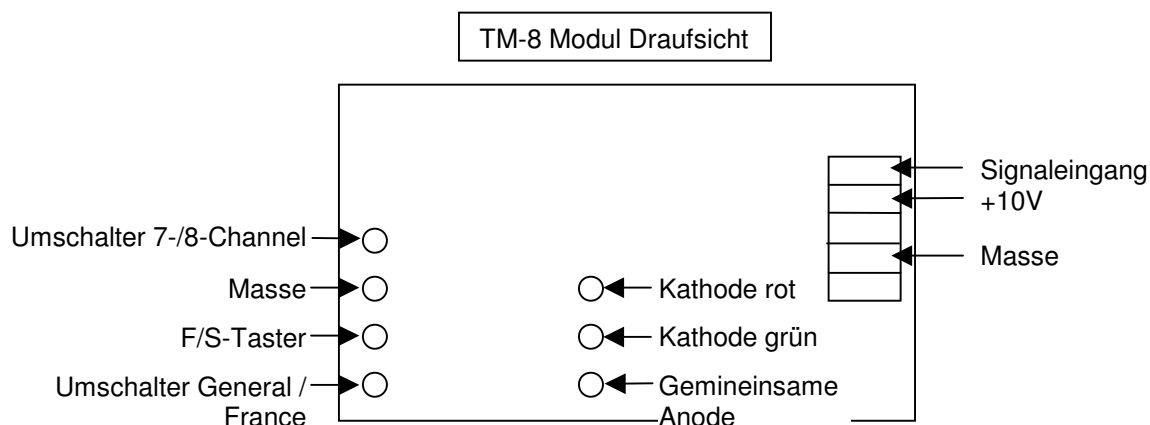 TM-8 Modul Draufsicht
Signaleingang
+10V
Umschalter 7-/8-Channel
Masse
Masse
Kathode rot
F/S-Taster
Kathode grün
Umschalter General /
France
Gemineinsame
Anode